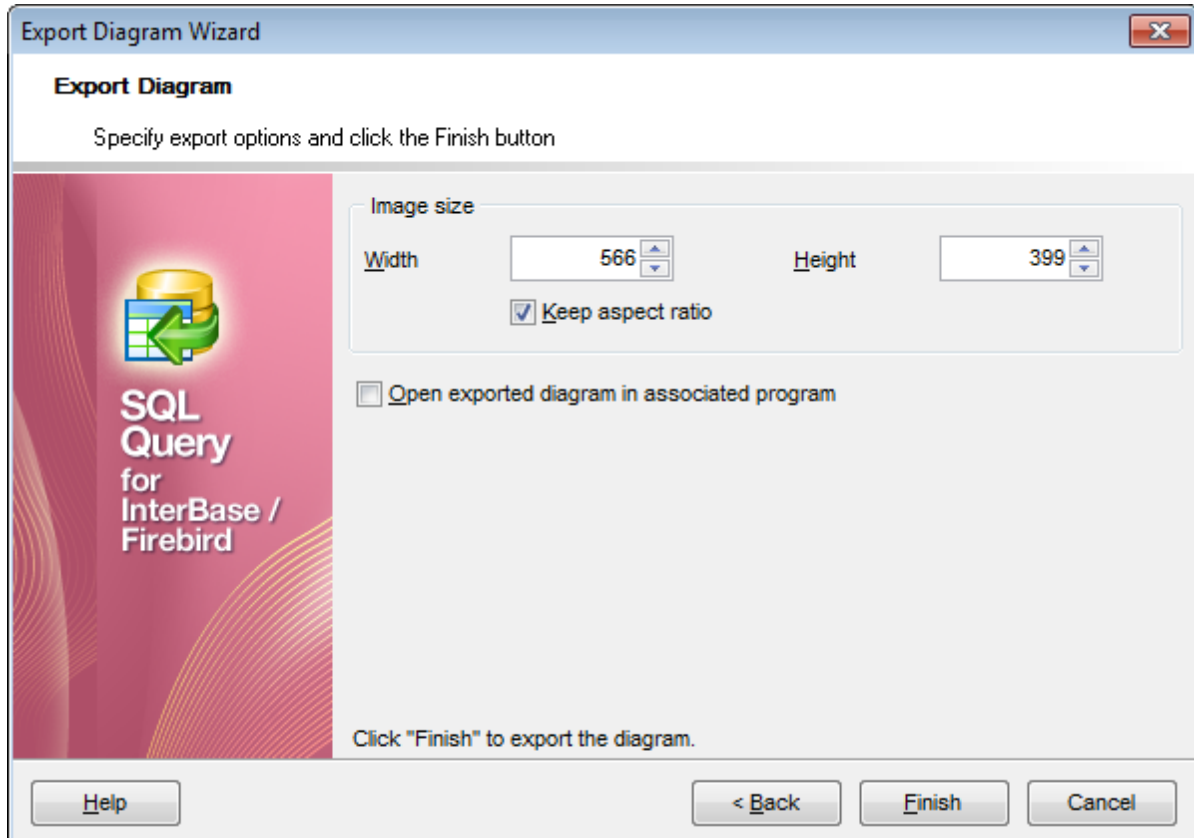 Export Diagram Wizard
Export Diagram
Specify export options and click the Finish button
Image size
Width 566 Height 399
Keep aspect ratio
Open exported diagram in associated program
SQL
Query
for
InterBase /
Firebird
Click "Finish" to export the diagram.
Help < Back Finish Cancel